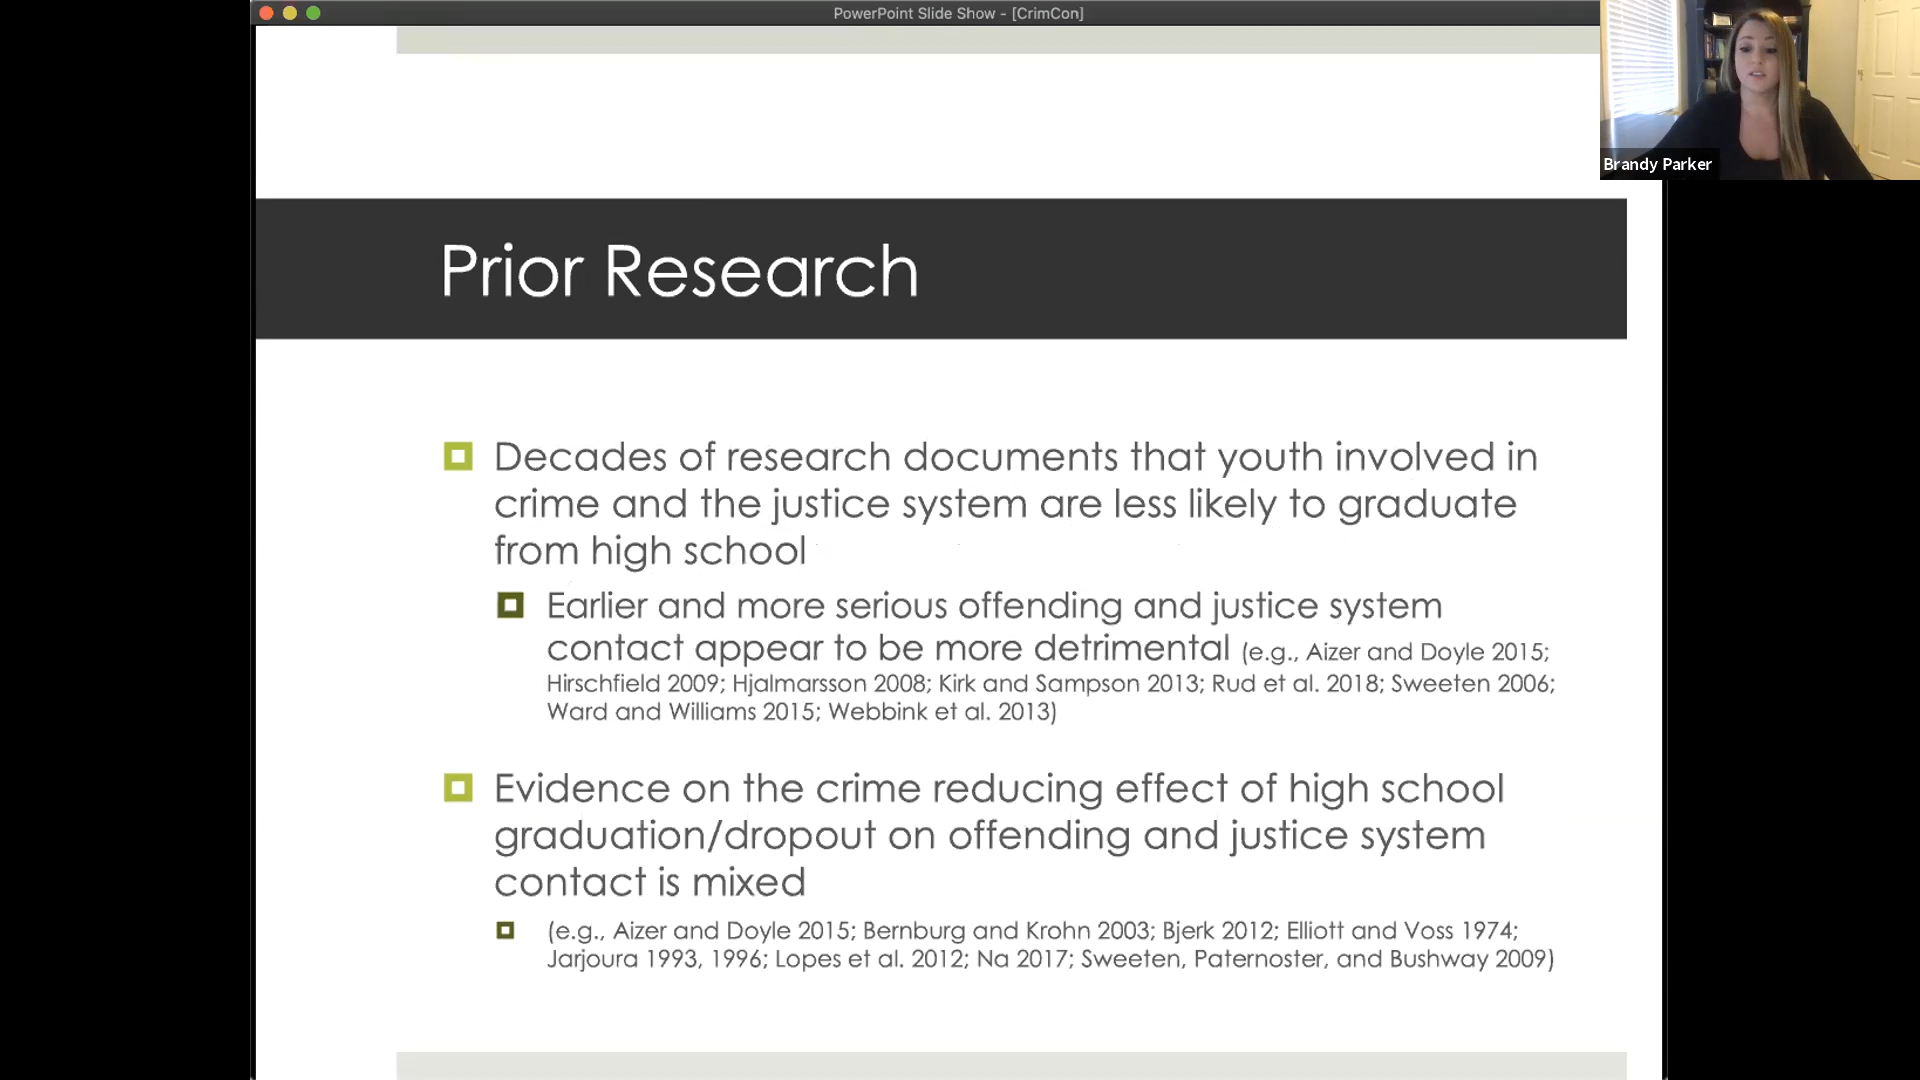 PowerPoint Slide Show - [CrimCon]
Brandy Parker
Prior Research
Decades of research documents that youth involved in
crime and the justice system are less likely to graduate
from high school
Earlier and more serious offending and justice system
contact appear to be more detrimental (e.g., Aizer and Doyle 2015;
Hirschfield 2009; Hjalmarsson 2008; Kirk and Sampson 2013; Rud et al. 2018; Sweeten 2006;
Ward and Williams 2015; Webbink et al. 2013)
Evidence on the crime reducing effect of high school
graduation/dropout on offending and justice system
contact is mixed
(e.g., Aizer and Doyle 2015; Bernburg and Krohn 2003; Bjerk 2012; Elliott and Voss 1974;
Jarjoura 1993, 1996; Lopes et al. 2012; Na 2017; Sweeten, Paternoster, and Bushway 2009)